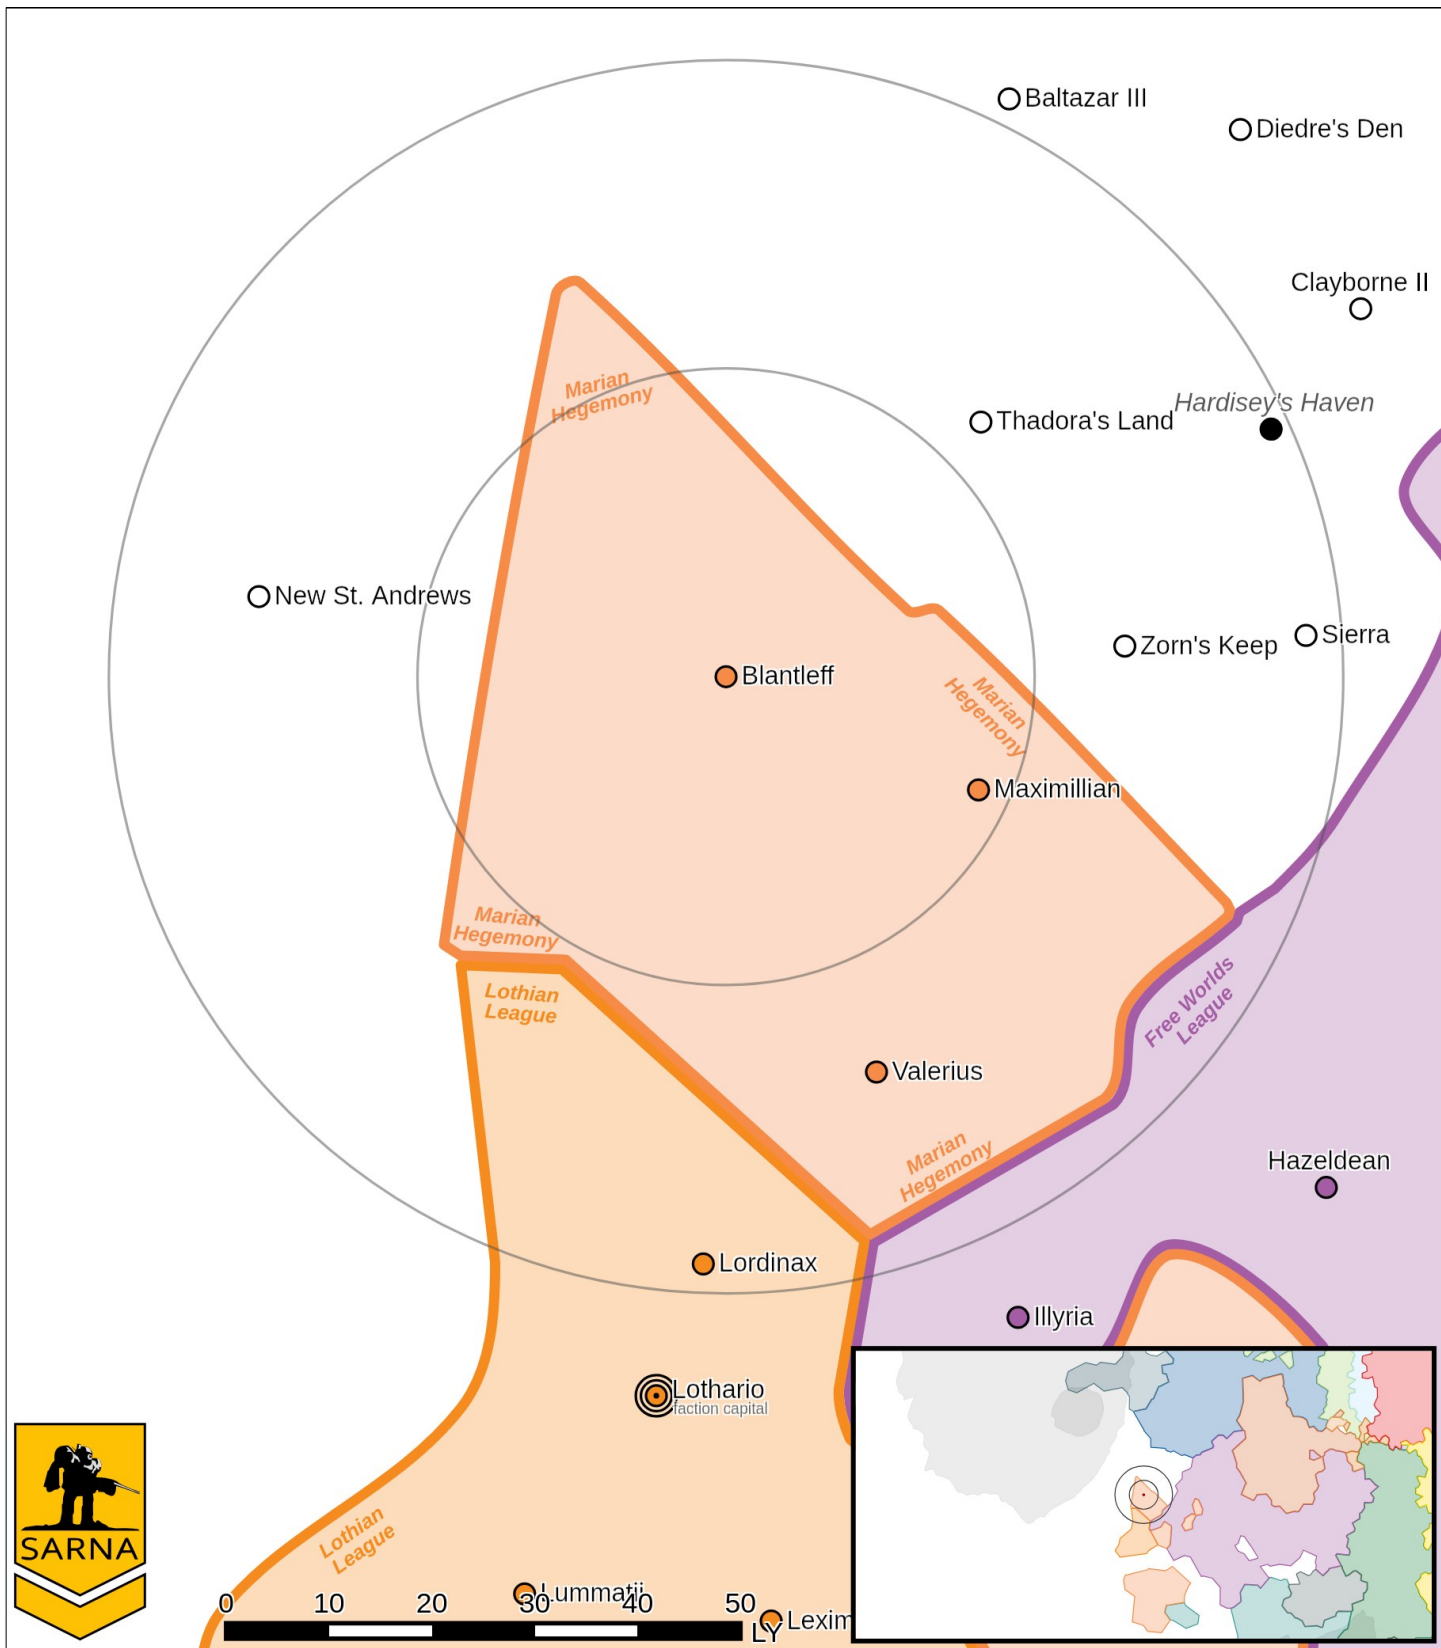 Baltazar III
Diedre's Den
Clayborne II
Marian
Hegemony
Hardisey's Haven
Thadora's Land
New St. Andrews
Sierra
Zorn's Keep
Blantleff
Marian
Hegemony
Maximillian
Marian
Hegemony
Free Worlds
League
Lothian
League
Valerius
Marian
Hegemony
Hazeldean
Lordinax
Illyria
Lothario
faction capital
Lothian
League
SARNA
Lummatii
0 10 20 30 40 50
LY
Lexim